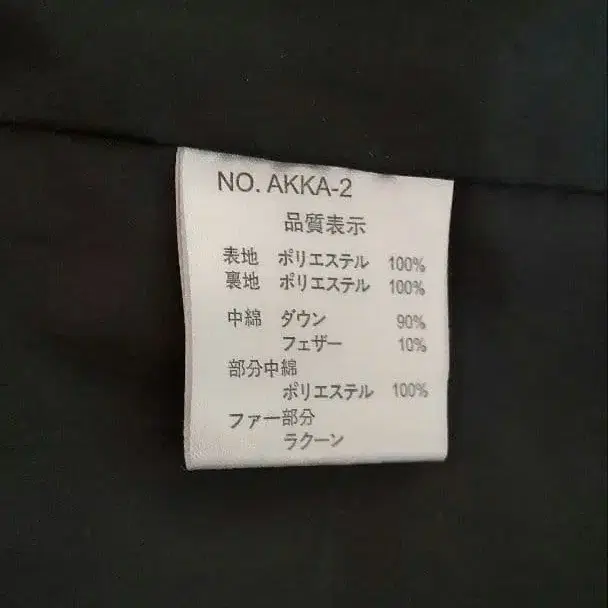 NO. AKKA-2
品質表示
表地 ポリエステル 100%
裏地 ポリエステル 100%
中綿 ダウン 90%
フェザー 10%
部分中綿
ポリエステル 100%
ファー部分
ラクーン